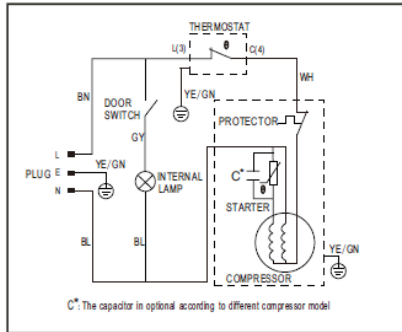 THERMOSTAT
L(3) θ C(4)
BN
DOOR
SWITCH
YE/GN
WH
GY
PROTECTOR
L
PLUG E
N
YE/GN
INTERNAL
LAMP
C*
θ
STARTER
BL
BL
YE/GN
COMPRESSOR
C*: The capacitor in optional according to different compressor model